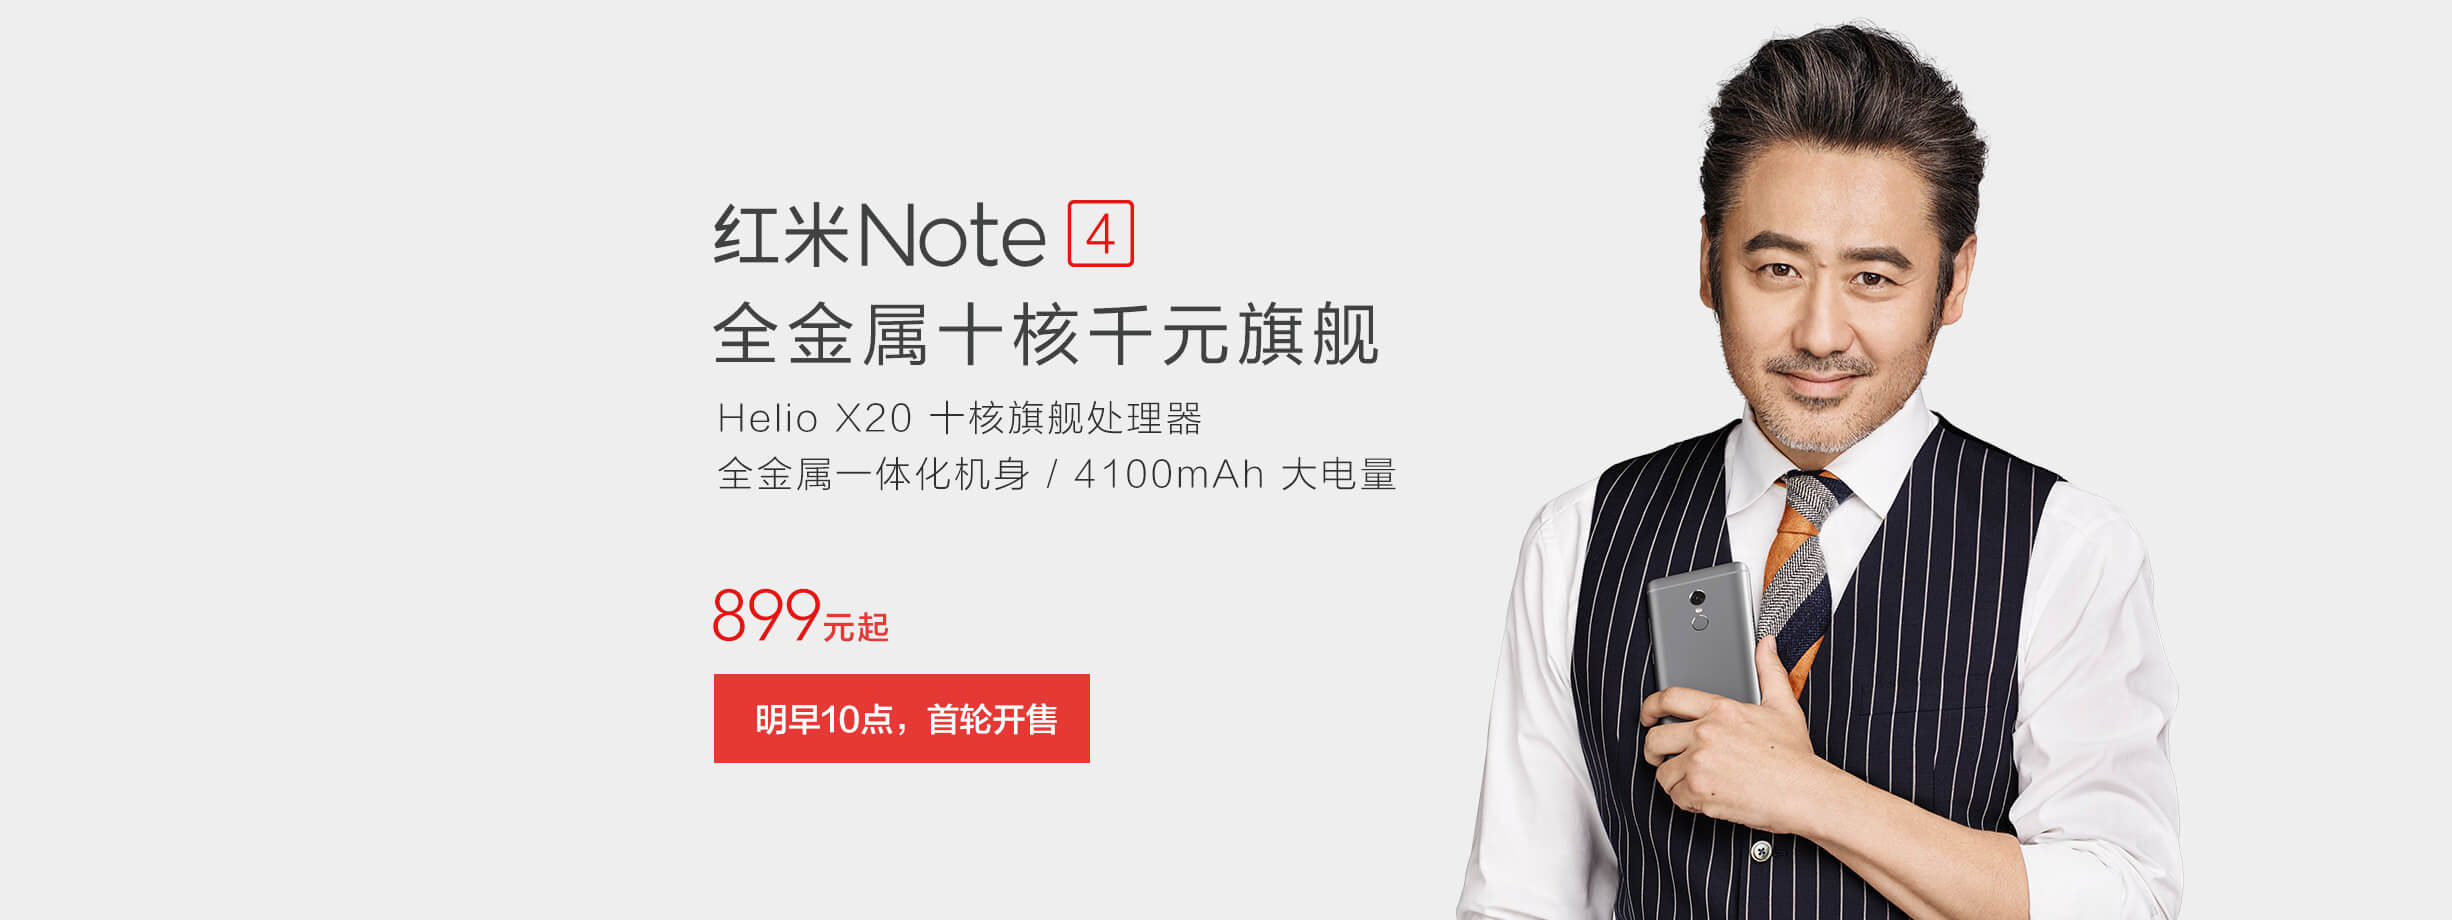 红米Note 4
全金属十核千元旗舰
Helio X20 十核旗舰处理器
全金属一体化机身 / 4100mAh 大电量
899元起
明早10点，首轮开售